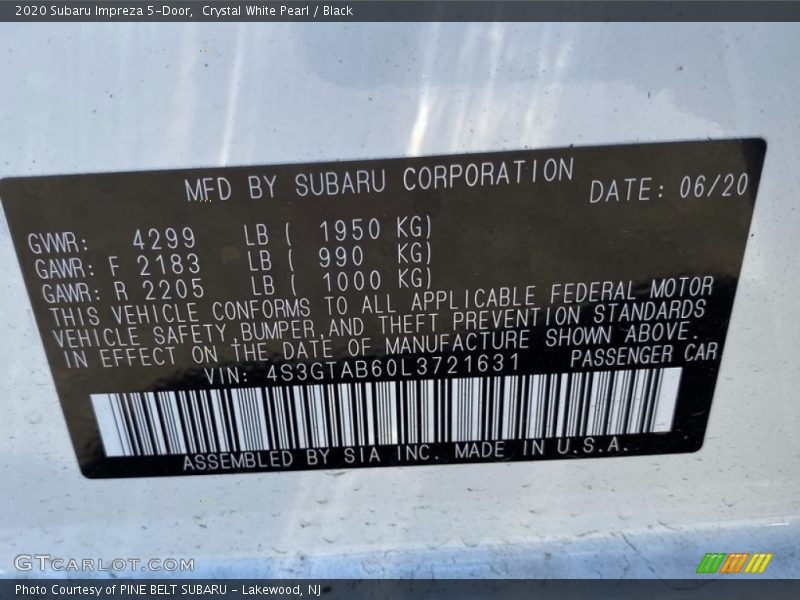 2020 Subaru Impreza 5-Door,  Crystal White Pearl / Black
MFD BY SUBARU CORPORATION DATE: 06/20
GVWR: 4299 LB ( 1950 KG)
GAWR: F 2183 LB ( 990 KG)
GAWR: R 2205 LB ( 1000 KG)
THIS VEHICLE CONFORMS TO ALL APPLICABLE FEDERAL MOTOR
VEHICLE SAFETY,BUMPER,AND THEFT PREVENTION STANDARDS
IN EFFECT ON THE DATE OF MANUFACTURE SHOWN ABOVE.
VIN: 4S3GTAB60L3721631 PASSENGER CAR
ASSEMBLED BY SIA INC. MADE IN U.S.A.
GTCARLOT.COM
Photo Courtesy of PINE BELT SUBARU - Lakewood, NJ